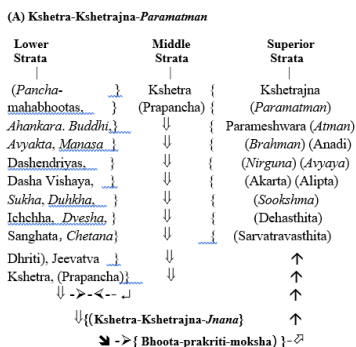 (A) Kshetra-Kshetrajna-Paramatman
Lower Middle Superior
Strata Strata Strata
| | |
(Pancha- } Kshetra { Kshetrajna
mahabhootas, } (Prapancha) { (Paramatman)
Ahankara. Buddhi,} ⇓ { Parameshwara (Atman)
Avyakta, Manasa } ⇓ { (Brahman) (Anadi)
Dashendriyas, } ⇓ { (Nirguna) (Avyaya)
Dasha Vishaya, } ⇓ { (Akarta) (Alipta)
Sukha, Duhkha, } ⇓ { (Sookshma)
Ichchha, Dvesha, } ⇓ { (Dehasthita)
Sanghata, Chetana} ⇓ { (Sarvatravasthita)
Dhriti), Jeevatva } ⇓ ↑
Kshetra, (Prapancha)} ⇓ ↑
⇓ -➢-≺-- ↵ ↑
⇓{(Kshetra-Kshetrajna-Jnana} ↑
➘ -➢{ Bhoota-prakriti-moksha) }-⬀